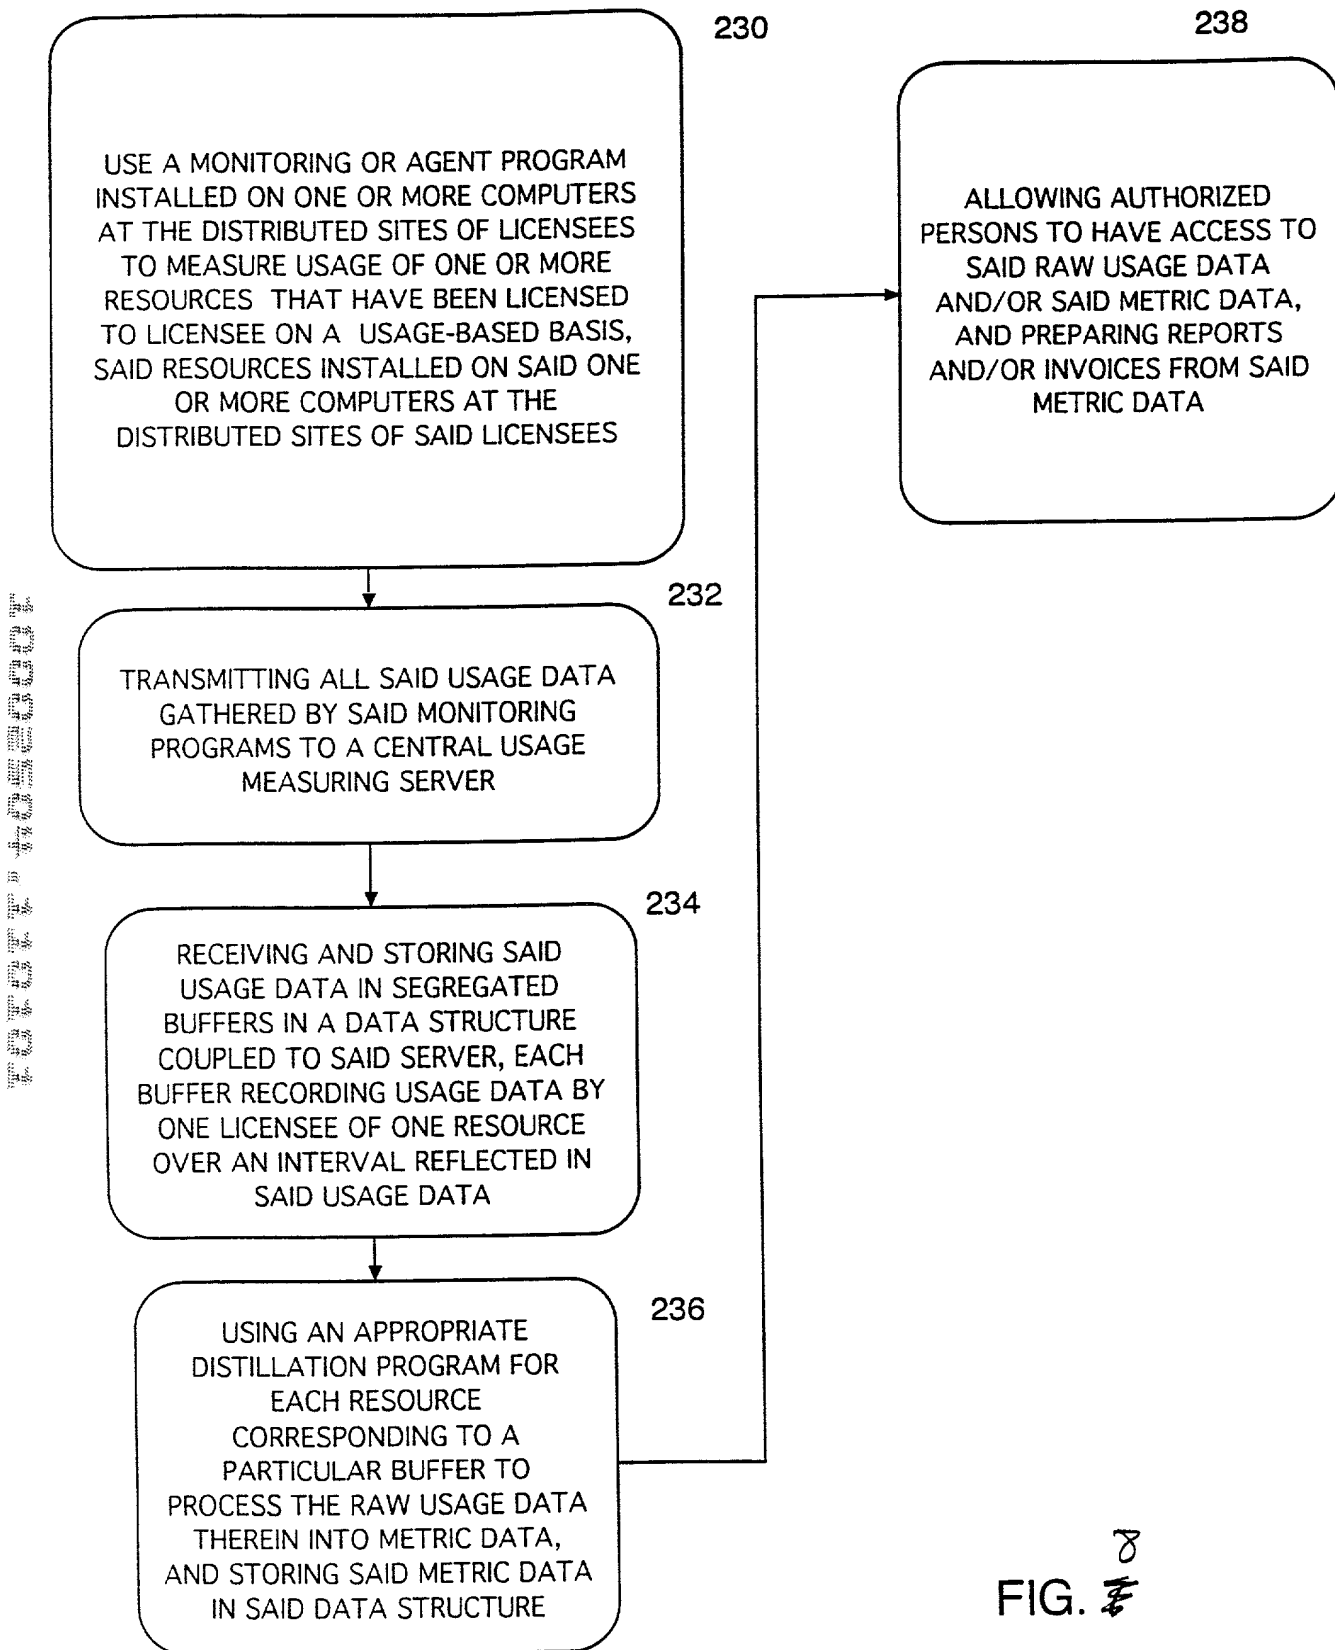 230
USE A MONITORING OR AGENT PROGRAM
INSTALLED ON ONE OR MORE COMPUTERS
AT THE DISTRIBUTED SITES OF LICENSEES
TO MEASURE USAGE OF ONE OR MORE
RESOURCES THAT HAVE BEEN LICENSED
TO LICENSEE ON A USAGE-BASED BASIS,
SAID RESOURCES INSTALLED ON SAID ONE
OR MORE COMPUTERS AT THE
DISTRIBUTED SITES OF SAID LICENSEES
232
TRANSMITTING ALL SAID USAGE DATA
GATHERED BY SAID MONITORING
PROGRAMS TO A CENTRAL USAGE
MEASURING SERVER
234
RECEIVING AND STORING SAID
USAGE DATA IN SEGREGATED
BUFFERS IN A DATA STRUCTURE
COUPLED TO SAID SERVER, EACH
BUFFER RECORDING USAGE DATA BY
ONE LICENSEE OF ONE RESOURCE
OVER AN INTERVAL REFLECTED IN
SAID USAGE DATA
236
USING AN APPROPRIATE
DISTILLATION PROGRAM FOR
EACH RESOURCE
CORRESPONDING TO A
PARTICULAR BUFFER TO
PROCESS THE RAW USAGE DATA
THEREIN INTO METRIC DATA,
AND STORING SAID METRIC DATA
IN SAID DATA STRUCTURE
238
ALLOWING AUTHORIZED
PERSONS TO HAVE ACCESS TO
SAID RAW USAGE DATA
AND/OR SAID METRIC DATA,
AND PREPARING REPORTS
AND/OR INVOICES FROM SAID
METRIC DATA
FIG. 8